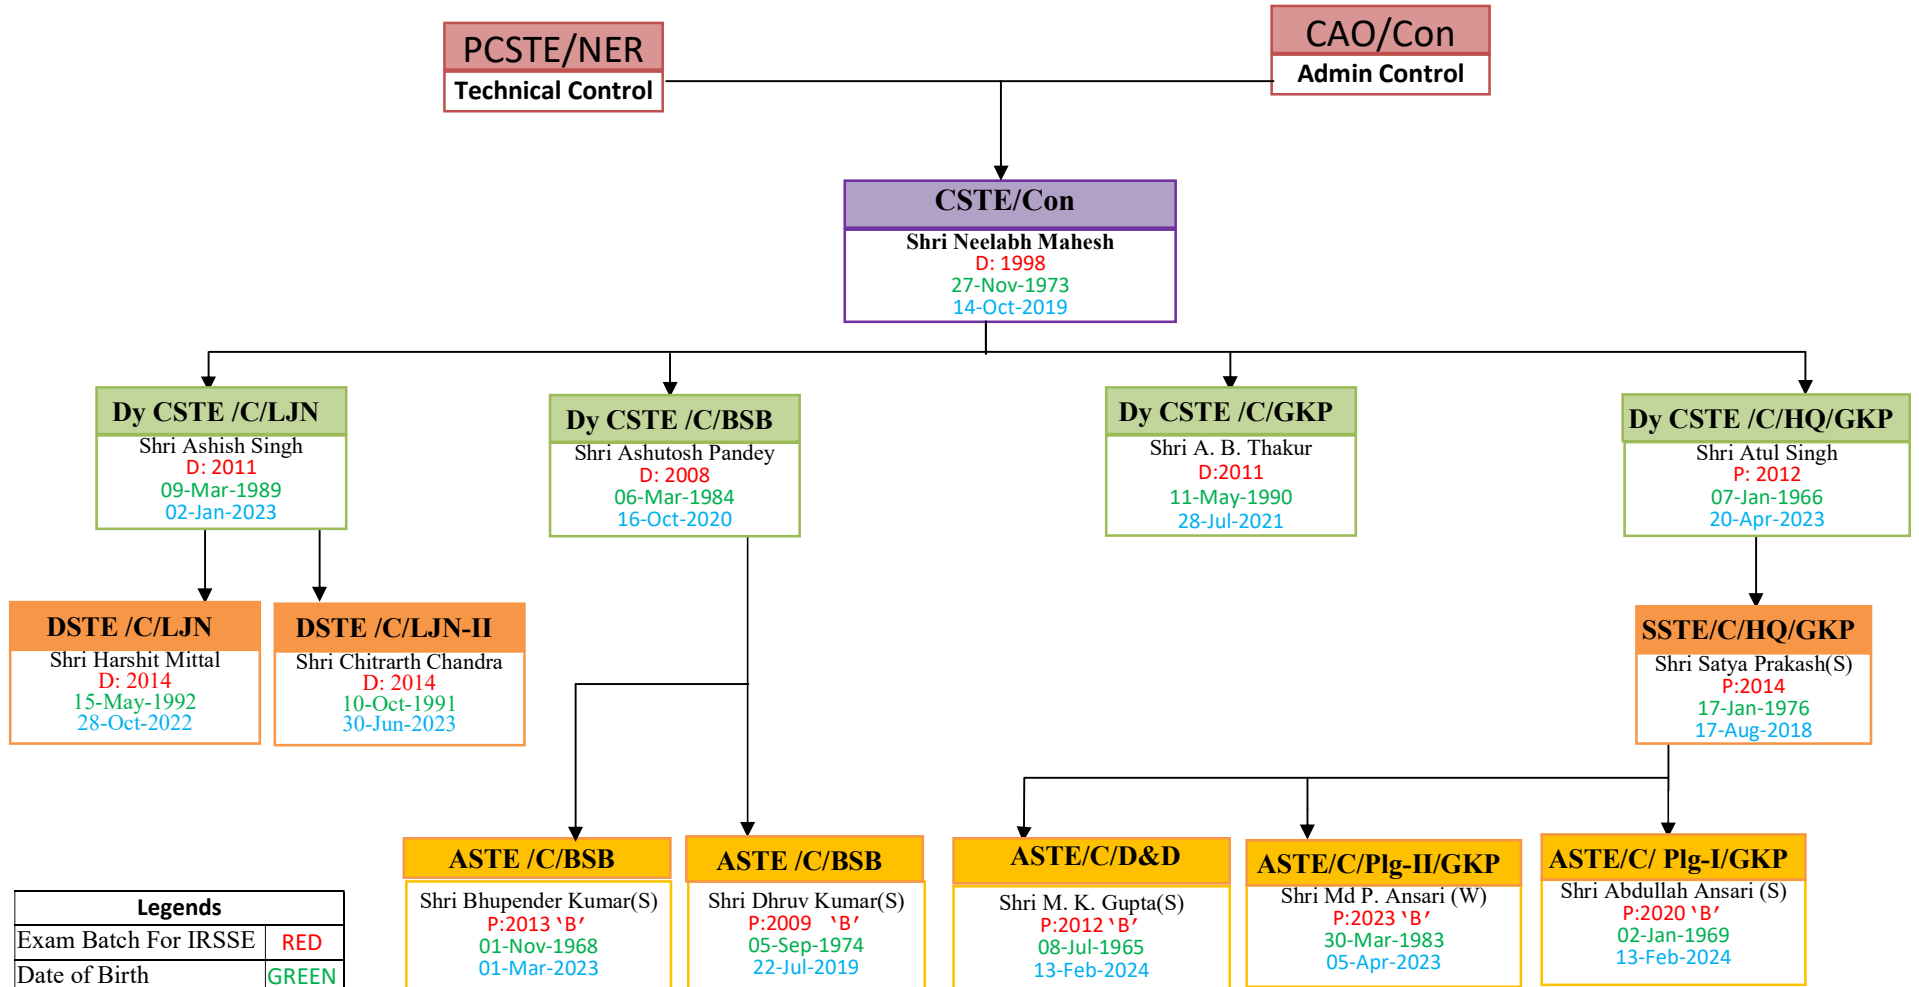 PCSTE/NER
Technical Control
CAO/Con
Admin Control
CSTE/Con
Shri Neelabh Mahesh
D: 1998
27-Nov-1973
14-Oct-2019
Dy CSTE /C/LJN
Shri Ashish Singh
D: 2011
09-Mar-1989
02-Jan-2023
Dy CSTE /C/BSB
Shri Ashutosh Pandey
D: 2008
06-Mar-1984
16-Oct-2020
Dy CSTE /C/GKP
Shri A. B. Thakur
D:2011
11-May-1990
28-Jul-2021
Dy CSTE /C/HQ/GKP
Shri Atul Singh
P: 2012
07-Jan-1966
20-Apr-2023
DSTE /C/LJN
Shri Harshit Mittal
D: 2014
15-May-1992
28-Oct-2022
DSTE /C/LJN-II
Shri Chitrarth Chandra
D: 2014
10-Oct-1991
30-Jun-2023
SSTE/C/HQ/GKP
Shri Satya Prakash(S)
P:2014
17-Jan-1976
17-Aug-2018
ASTE /C/BSB
Shri Bhupender Kumar(S)
P:2013 ‵B′
01-Nov-1968
01-Mar-2023
ASTE /C/BSB
Shri Dhruv Kumar(S)
P:2009 ‵B′
05-Sep-1974
22-Jul-2019
ASTE/C/D&D
Shri M. K. Gupta(S)
P:2012 ‵B′
08-Jul-1965
13-Feb-2024
ASTE/C/Plg-II/GKP
Shri Md P. Ansari (W)
P:2023 ‵B′
30-Mar-1983
05-Apr-2023
ASTE/C/ Plg-I/GKP
Shri Abdullah Ansari (S)
P:2020 ‵B′
02-Jan-1969
13-Feb-2024
Legends
Exam Batch For IRSSE RED
Date of Birth GREEN